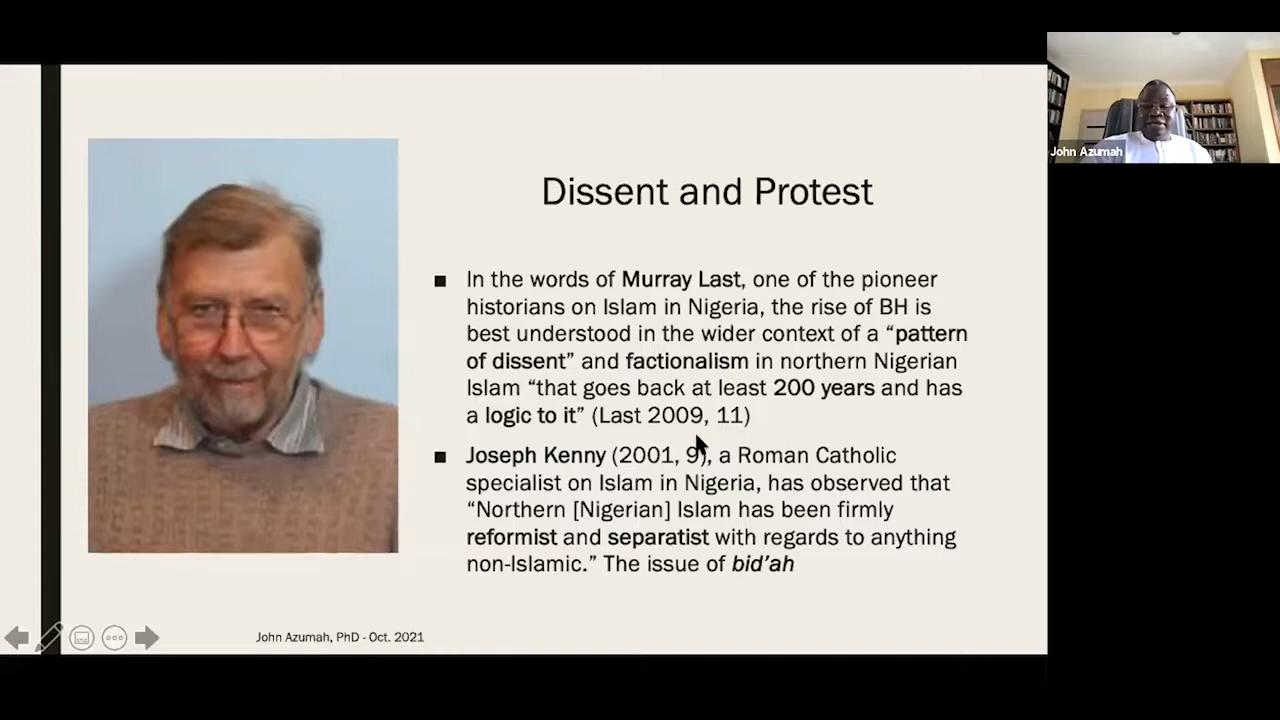 John Azumah
Dissent and Protest
■ In the words of Murray Last, one of the pioneer
historians on Islam in Nigeria, the rise of BH is
best understood in the wider context of a “pattern
of dissent” and factionalism in northern Nigerian
Islam “that goes back at least 200 years and has
a logic to it” (Last 2009, 11)
■ Joseph Kenny (2001, 9), a Roman Catholic
specialist on Islam in Nigeria, has observed that
“Northern [Nigerian] Islam has been firmly
reformist and separatist with regards to anything
non-Islamic.” The issue of bid’ah
John Azumah, PhD - Oct. 2021